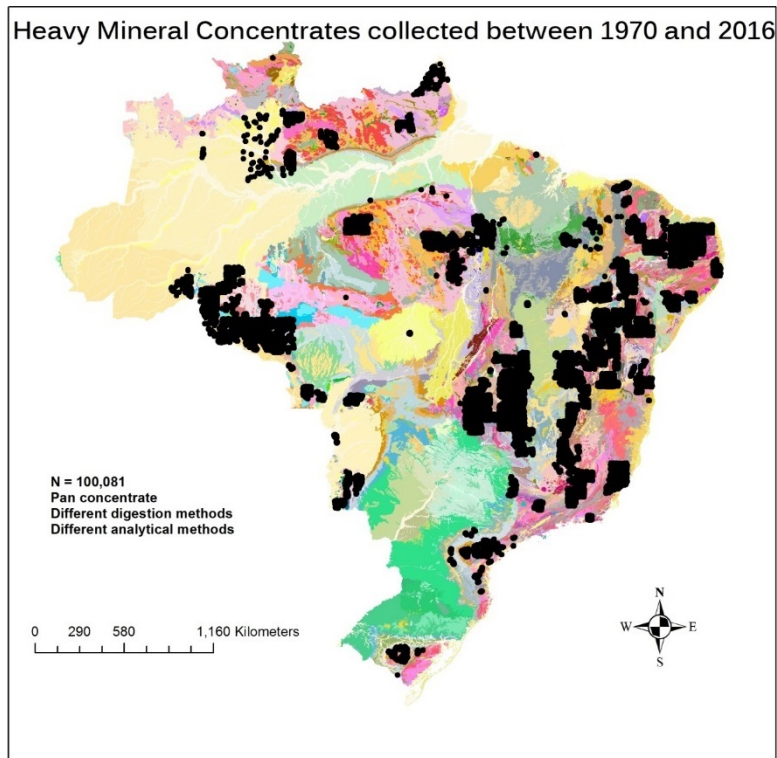 Heavy Mineral Concentrates collected between 1970 and 2016
N = 100,081
Pan concentrate
Different digestion methods
Different analytical methods
0 290 580 1,160 Kilometers
N
W E
S